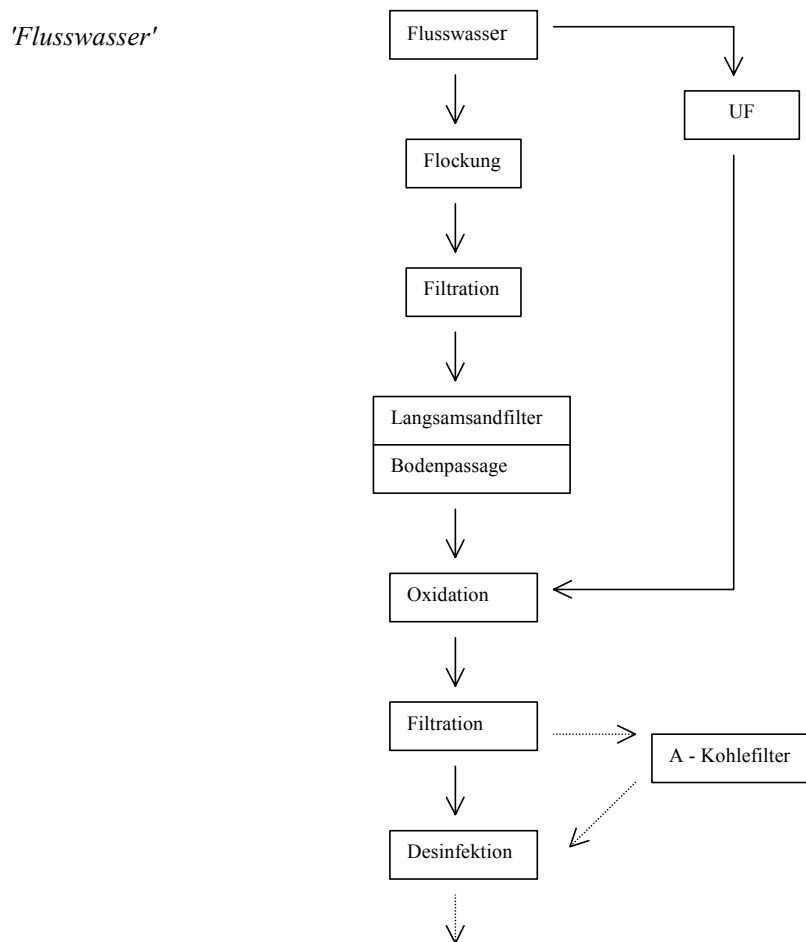 'Flusswasser'
Flusswasser
UF
Flockung
Filtration
Langsamsandfilter
Bodenpassage
Oxidation
Filtration
A - Kohlefilter
Desinfektion